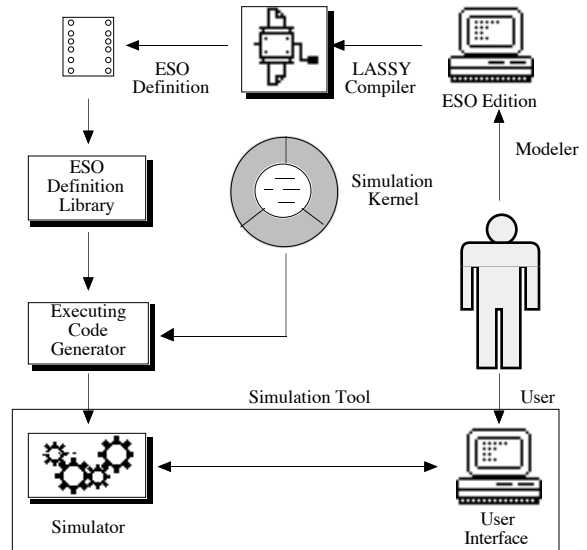 ESO
Definition
LASSY
Compiler
ESO Edition
Modeler
ESO
Definition
Library
Simulation
Kernel
Executing
Code
Generator
Simulation Tool
User
Simulator
User
Interface